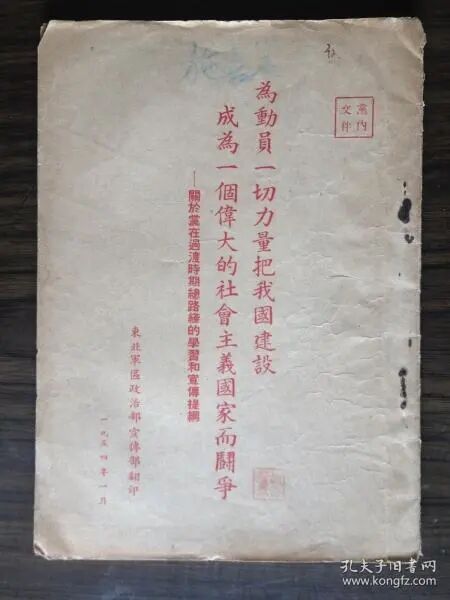 黨內
文件
為動員一切力量把我國建設
成為一個偉大的社會主義國家而鬪爭
——關於黨在過渡時期總路綫的學習和宣傳提綱
東北軍區政治部宣傳部翻印
一九五四年一月
孔夫子旧书网
www.kongfz.com